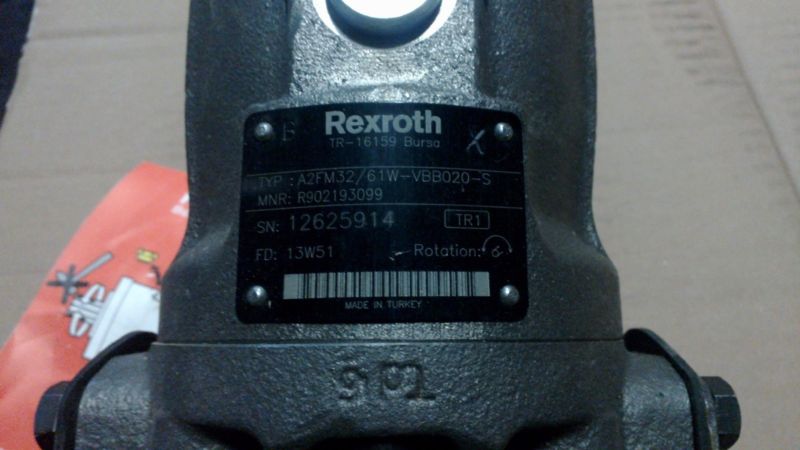 B
Rexroth
X
TR-16159 Bursa
TYP: A2FM32/61W-VBB020-S
MNR: R902193099
SN: 12625914
TR1
FD: 13W51
Rotation:
MADE IN TURKEY